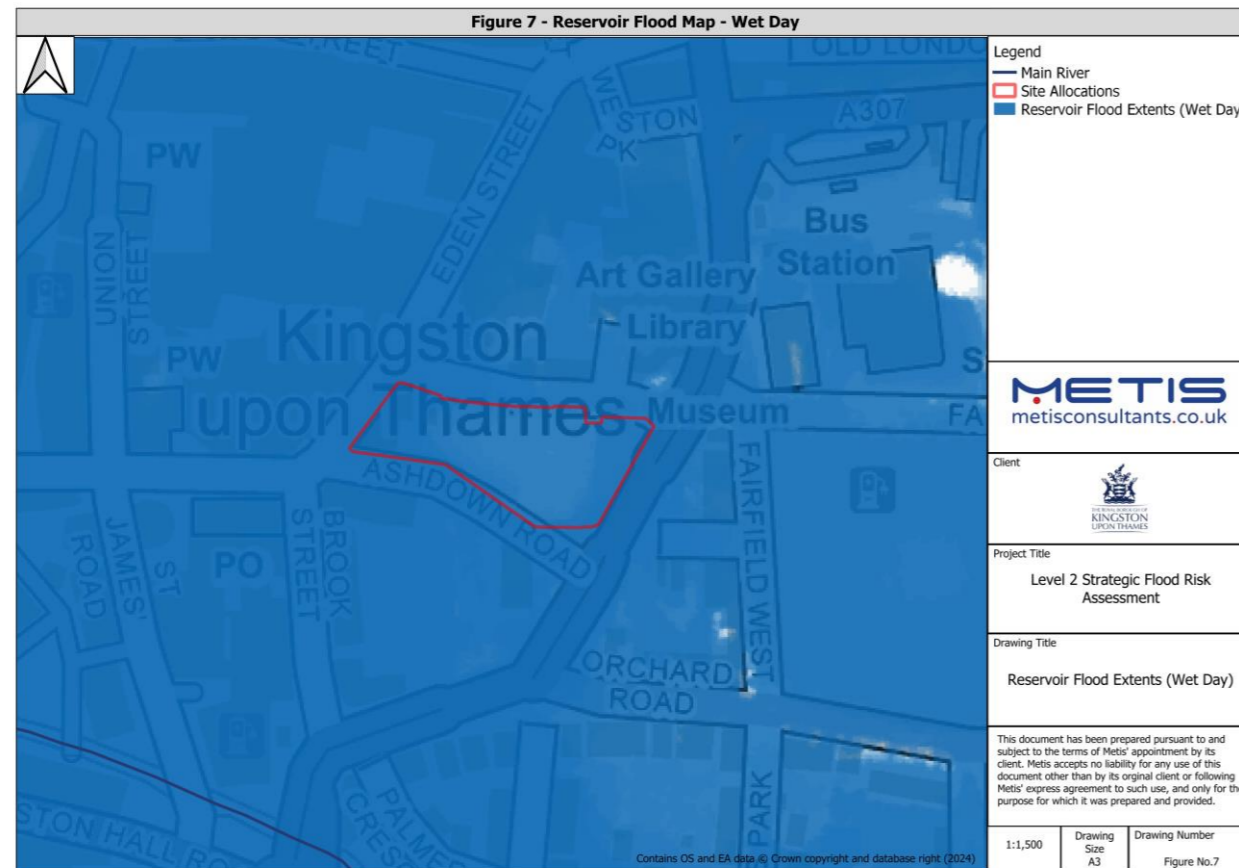 Figure 7 - Reservoir Flood Map - Wet Day
STREET
OLD LONDO
WESTON
PK
A307
PW
EDEN STREET
UNION
STREET
Bus
Station
Art Gallery
Library
Museum
Kingston
upon Thames
PW
FA
ASHDOWN ROAD
FAIRFIELD WEST
ST
JAMES'
ROAD
PO
BROOK
STREET
ORCHARD
ROAD
PARK
STON HALL RO
PALME
CRES
Contains OS and EA data © Crown copyright and database right (2024)
Legend
Main River
Site Allocations
Reservoir Flood Extents (Wet Day
METIS
metisconsultants.co.uk
Client
THE ROYAL BOROUGH OF
KINGSTON
UPON THAMES
Project Title
Level 2 Strategic Flood Risk
Assessment
Drawing Title
Reservoir Flood Extents (Wet Day)
This document has been prepared pursuant to and
subject to the terms of Metis' appointment by its
client. Metis accepts no liability for any use of this
document other than by its orginal client or following
Metis' express agreement to such use, and only for the
purpose for which it was prepared and provided.
1:1,500
Drawing
Size
A3
Drawing Number
Figure No.7